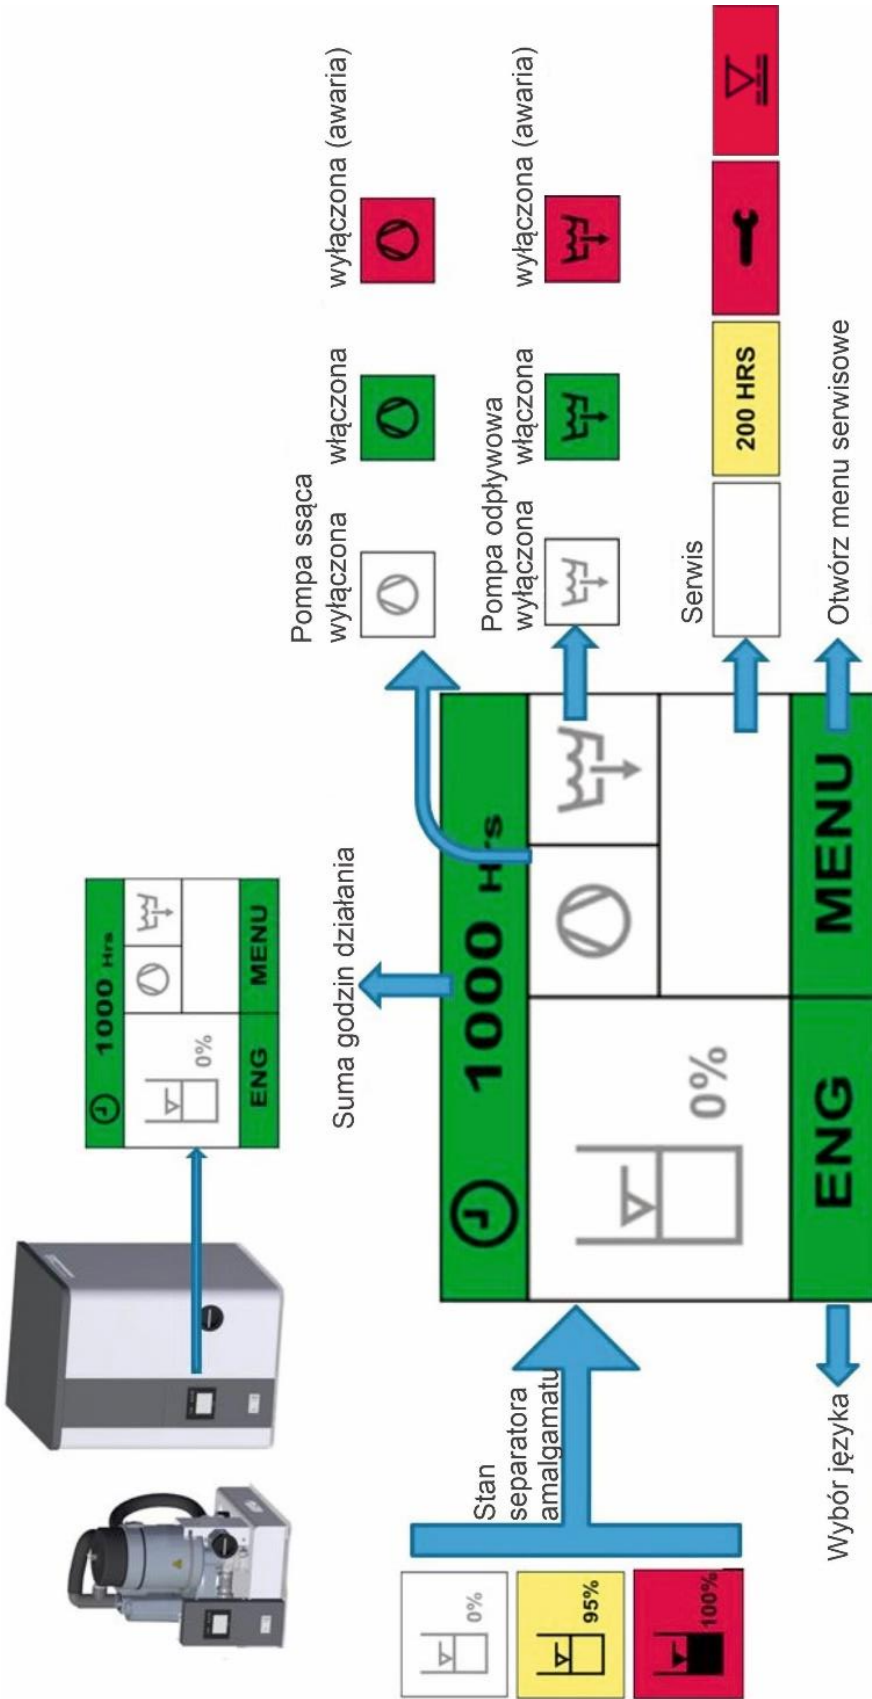 1000 Hrs
0%
ENG MENU
Suma godzin działania
Stan
separatora
amalgamatu
0%
95%
100%
1000 Hrs
0%
ENG MENU
Wybór języka
Pompa ssąca
wyłączona włączona wyłączona (awaria)
Pompa odpływowa
wyłączona włączona wyłączona (awaria)
Serwis
200 HRS
Otwórz menu serwisowe